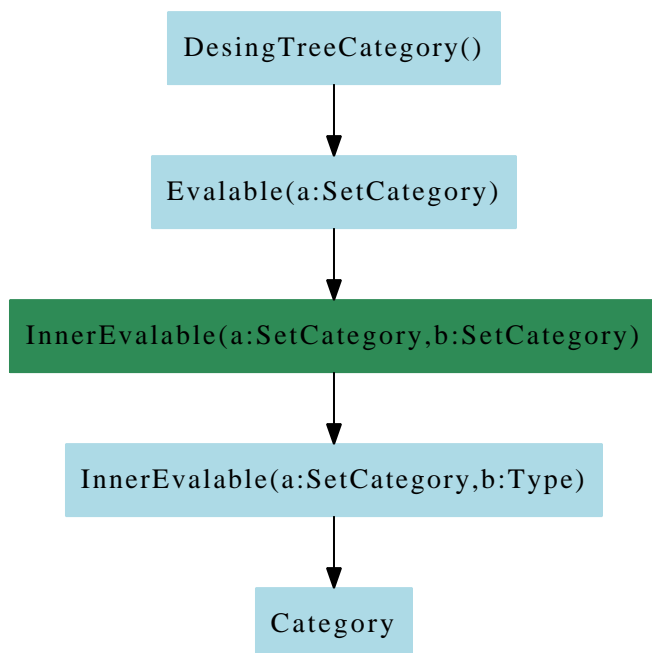 DesingTreeCategory()
Evalable(a:SetCategory)
InnerEvalable(a:SetCategory,b:SetCategory)
InnerEvalable(a:SetCategory,b:Type)
Category